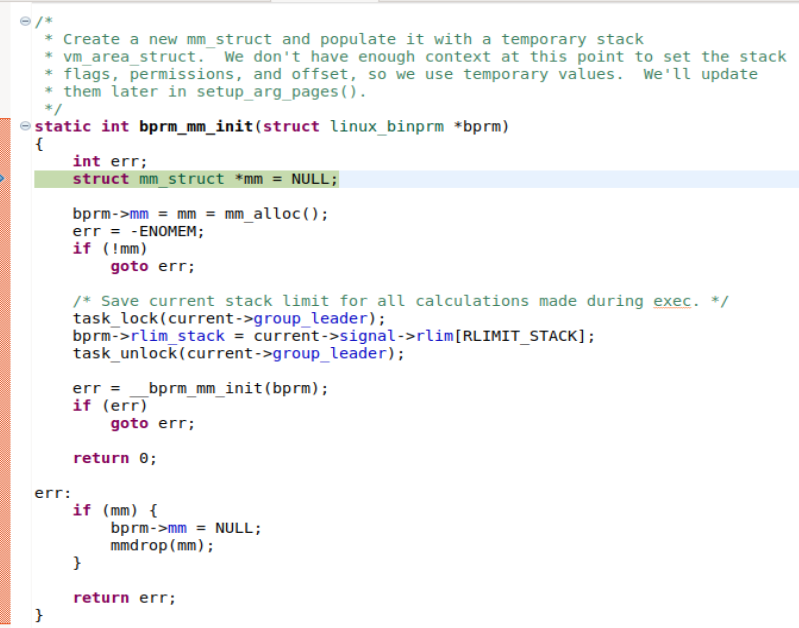 /*
 * Create a new mm_struct and populate it with a temporary stack
 * vm_area_struct.  We don't have enough context at this point to set the stack
 * flags, permissions, and offset, so we use temporary values.  We'll update
 * them later in setup_arg_pages().
 */
static int bprm_mm_init(struct linux_binprm *bprm)
{
    int err;
    struct mm_struct *mm = NULL;

    bprm->mm = mm = mm_alloc();
    err = -ENOMEM;
    if (!mm)
        goto err;

    /* Save current stack limit for all calculations made during exec. */
    task_lock(current->group_leader);
    bprm->rlim_stack = current->signal->rlim[RLIMIT_STACK];
    task_unlock(current->group_leader);

    err = __bprm_mm_init(bprm);
    if (err)
        goto err;

    return 0;

err:
    if (mm) {
        bprm->mm = NULL;
        mmdrop(mm);
    }

    return err;
}